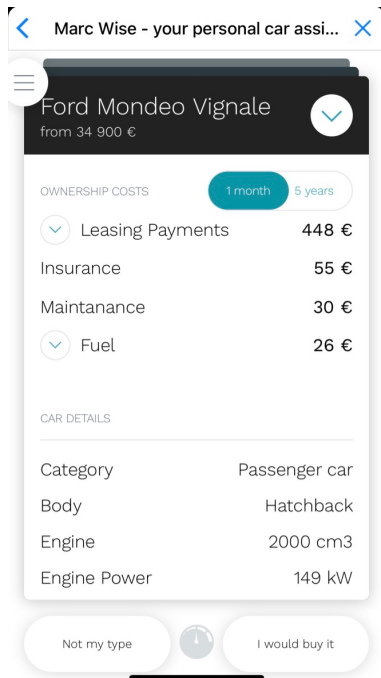 Marc Wise - your personal car assi...
Ford Mondeo Vignale
from 34 900 €
OWNERSHIP COSTS 1 month 5 years
Leasing Payments 448 €
Insurance 55 €
Maintanance 30 €
Fuel 26 €
CAR DETAILS
Category Passenger car
Body Hatchback
Engine 2000 cm3
Engine Power 149 kW
Not my type I would buy it